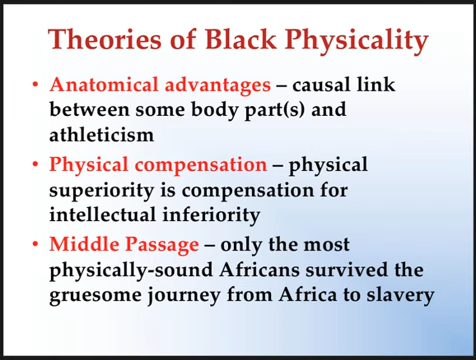 Theories of Black Physicality
• Anatomical advantages – causal link
between some body part(s) and
athleticism
• Physical compensation – physical
superiority is compensation for
intellectual inferiority
• Middle Passage – only the most
physically-sound Africans survived the
gruesome journey from Africa to slavery